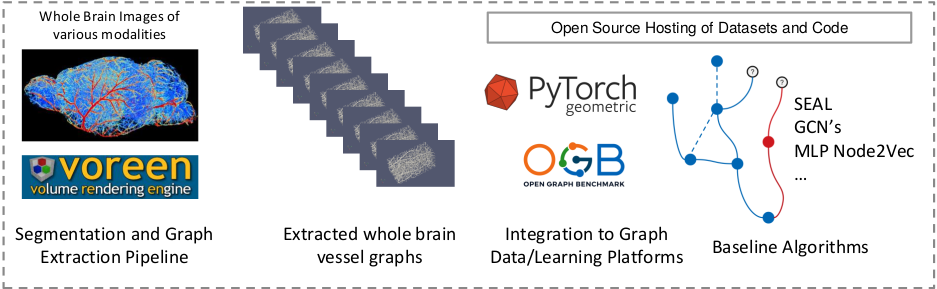 Whole Brain Images of
various modalities
voreen
volume rendering engine
Segmentation and Graph
Extraction Pipeline
Extracted whole brain
vessel graphs
Open Source Hosting of Datasets and Code
PyTorch
geometric
OGB
OPEN GRAPH BENCHMARK
Integration to Graph
Data/Learning Platforms
?
?
SEAL
GCN's
MLP Node2Vec
...
Baseline Algorithms